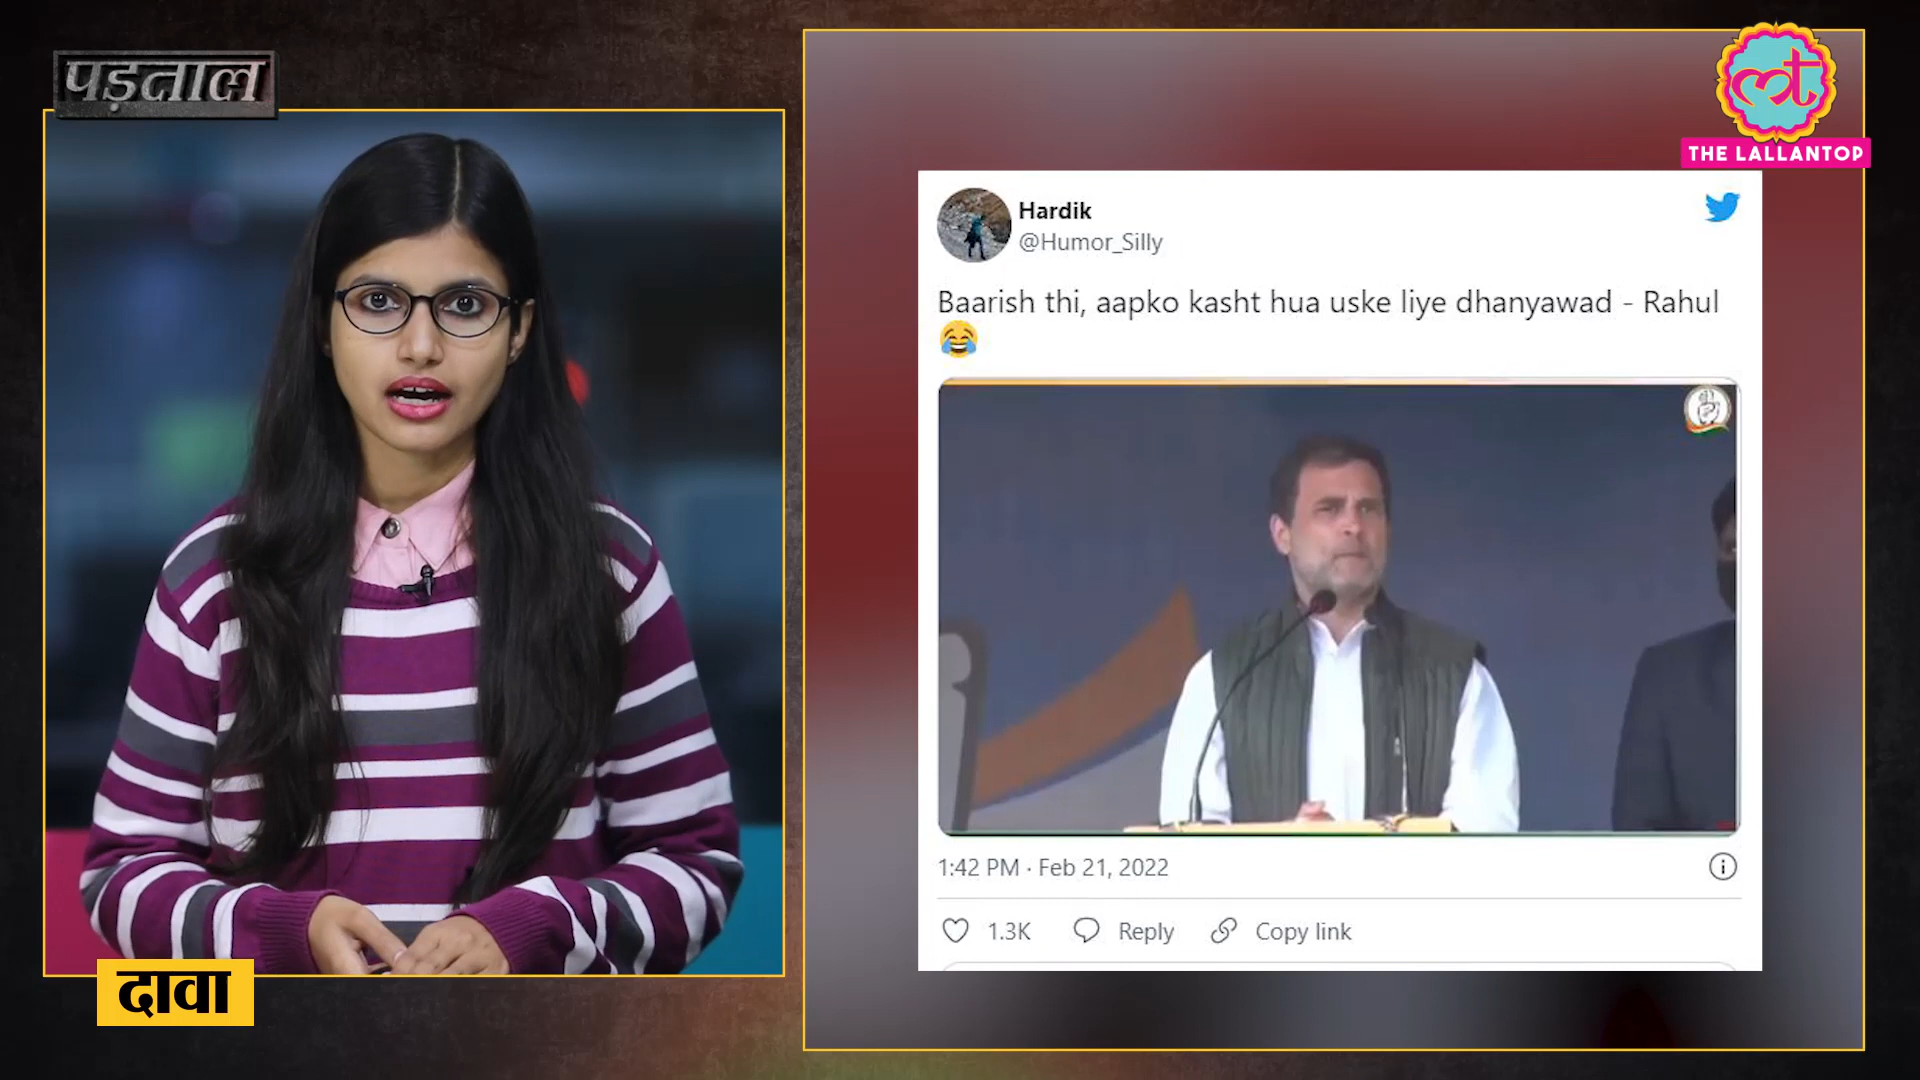 पड़ताल
THE LALLANTOP
Hardik
@Humor_Silly
Baarish thi, aapko kasht hua uske liye dhanyawad - Rahul
😂
1:42 PM · Feb 21, 2022
1.3K Reply Copy link
दावा